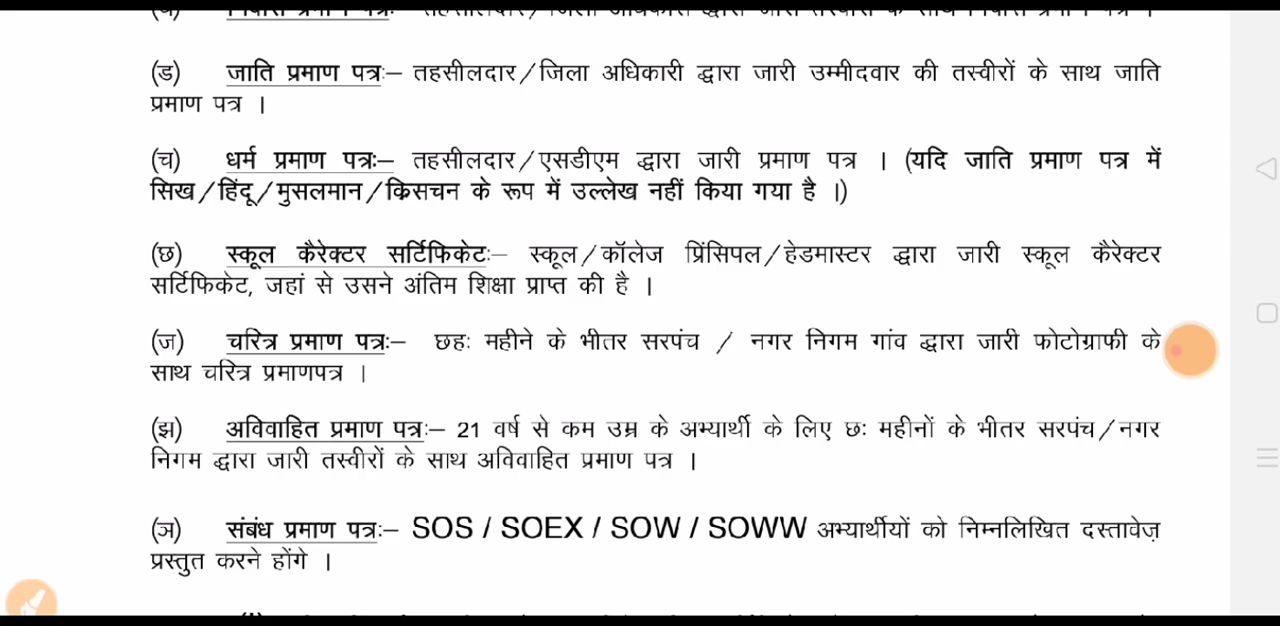 (ड) जाति प्रमाण पत्रः– तहसीलदार/जिला अधिकारी द्वारा जारी उम्मीदवार की तस्वीरों के साथ जाति
प्रमाण पत्र ।
(च) धर्म प्रमाण पत्रः– तहसीलदार/एसडीएम द्वारा जारी प्रमाण पत्र । (यदि जाति प्रमाण पत्र में
सिख/हिंदू/मुसलमान/क्रिसचन के रूप में उल्लेख नहीं किया गया है ।)
(छ) स्कूल कैरेक्टर सर्टिफिकेटः– स्कूल/कॉलेज प्रिंसिपल/हेडमास्टर द्वारा जारी स्कूल कैरेक्टर
सर्टिफिकेट, जहां से उसने अंतिम शिक्षा प्राप्त की है ।
(ज) चरित्र प्रमाण पत्रः– छहः महीने के भीतर सरपंच / नगर निगम गांव द्वारा जारी फोटोग्राफी के
साथ चरित्र प्रमाणपत्र ।
(झ) अविवाहित प्रमाण पत्रः– 21 वर्ष से कम उम्र के अभ्यार्थी के लिए छः महीनों के भीतर सरपंच/नगर
निगम द्वारा जारी तस्वीरों के साथ अविवाहित प्रमाण पत्र ।
(ञ) संबंध प्रमाण पत्रः– SOS / SOEX / SOW / SOWW अभ्यार्थीयों को निम्नलिखित दस्तावेज़
प्रस्तुत करने होंगे ।